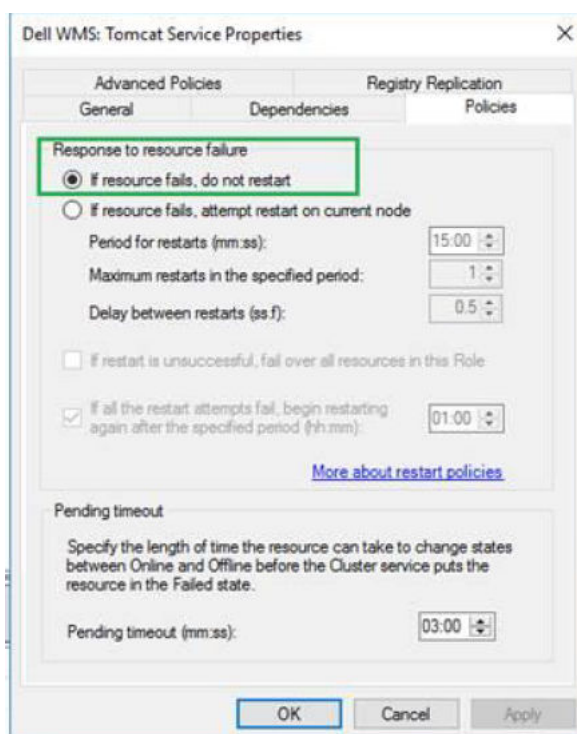 Dell WMS: Tomcat Service Properties
Advanced Policies
Registry Replication
General
Dependencies
Policies
Response to resource failure
If resource fails, do not restart
If resource fails, attempt restart on current node
Period for restarts (mm:ss):
15:00
Maximum restarts in the specified period:
1
Delay between restarts (ss.f):
0.5
If restart is unsuccessful, fail over all resources in this Role
If all the restart attempts fail, begin restarting
again after the specified period (hh:mm):
01:00
More about restart policies
Pending timeout
Specify the length of time the resource can take to change states
between Online and Offline before the Cluster service puts the
resource in the Failed state.
Pending timeout (mm:ss):
03:00
OK
Cancel
Apply